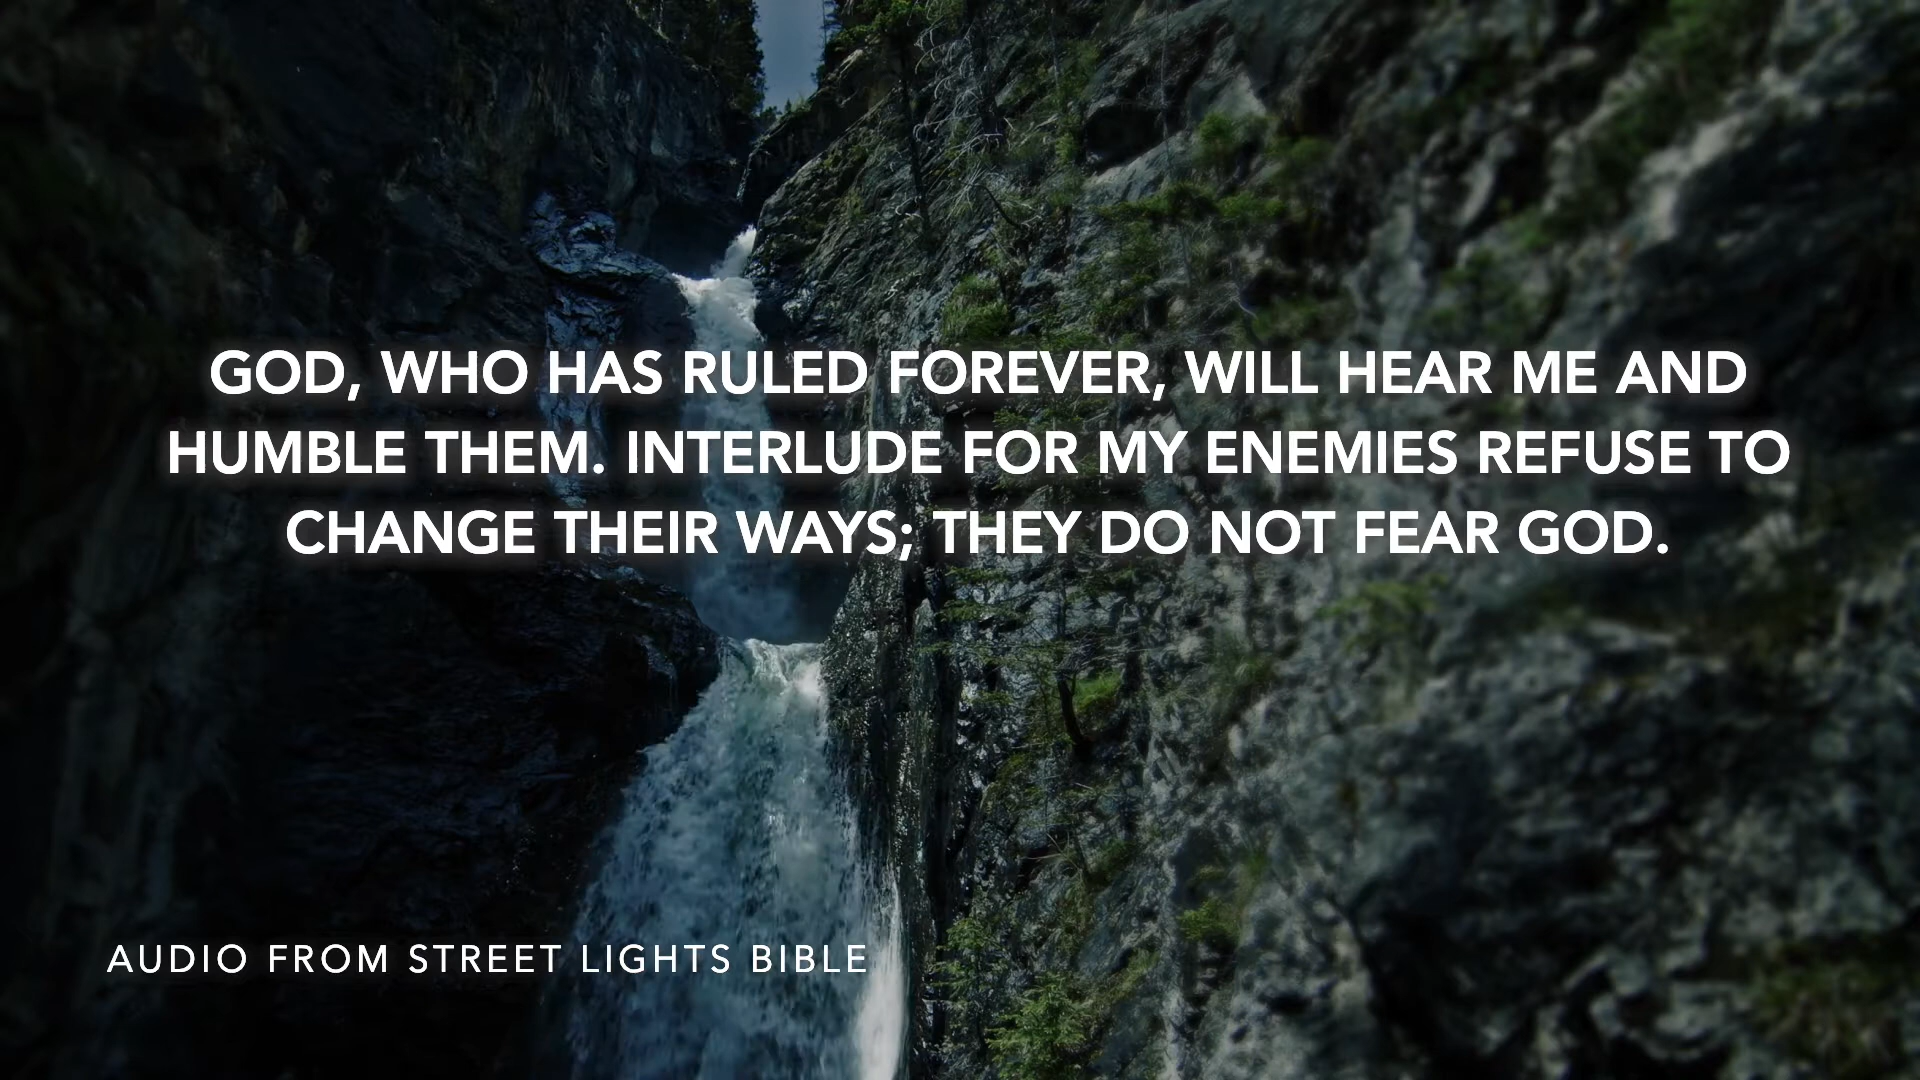 GOD, WHO HAS RULED FOREVER, WILL HEAR ME AND
HUMBLE THEM. INTERLUDE FOR MY ENEMIES REFUSE TO
CHANGE THEIR WAYS; THEY DO NOT FEAR GOD.
AUDIO FROM STREET LIGHTS BIBLE